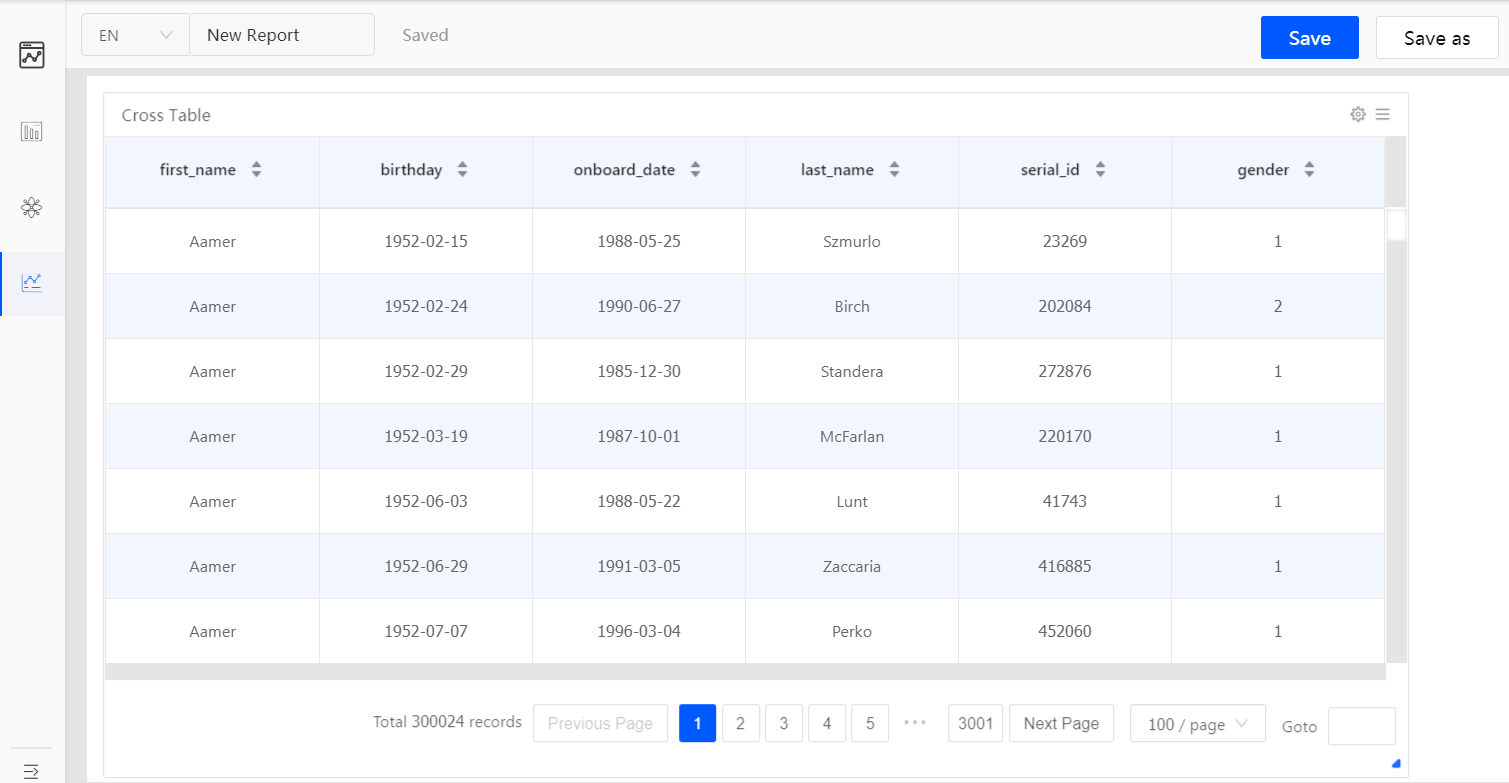 EN New Report Saved Save Save as
Cross Table
first_name birthday onboard_date last_name serial_id gender
Aamer 1952-02-15 1988-05-25 Szmurlo 23269 1
Aamer 1952-02-24 1990-06-27 Birch 202084 2
Aamer 1952-02-29 1985-12-30 Standera 272876 1
Aamer 1952-03-19 1987-10-01 McFarlan 220170 1
Aamer 1952-06-03 1988-05-22 Lunt 41743 1
Aamer 1952-06-29 1991-03-05 Zaccaria 416885 1
Aamer 1952-07-07 1996-03-04 Perko 452060 1
Total 300024 records Previous Page 1 2 3 4 5 ••• 3001 Next Page 100 / page Goto